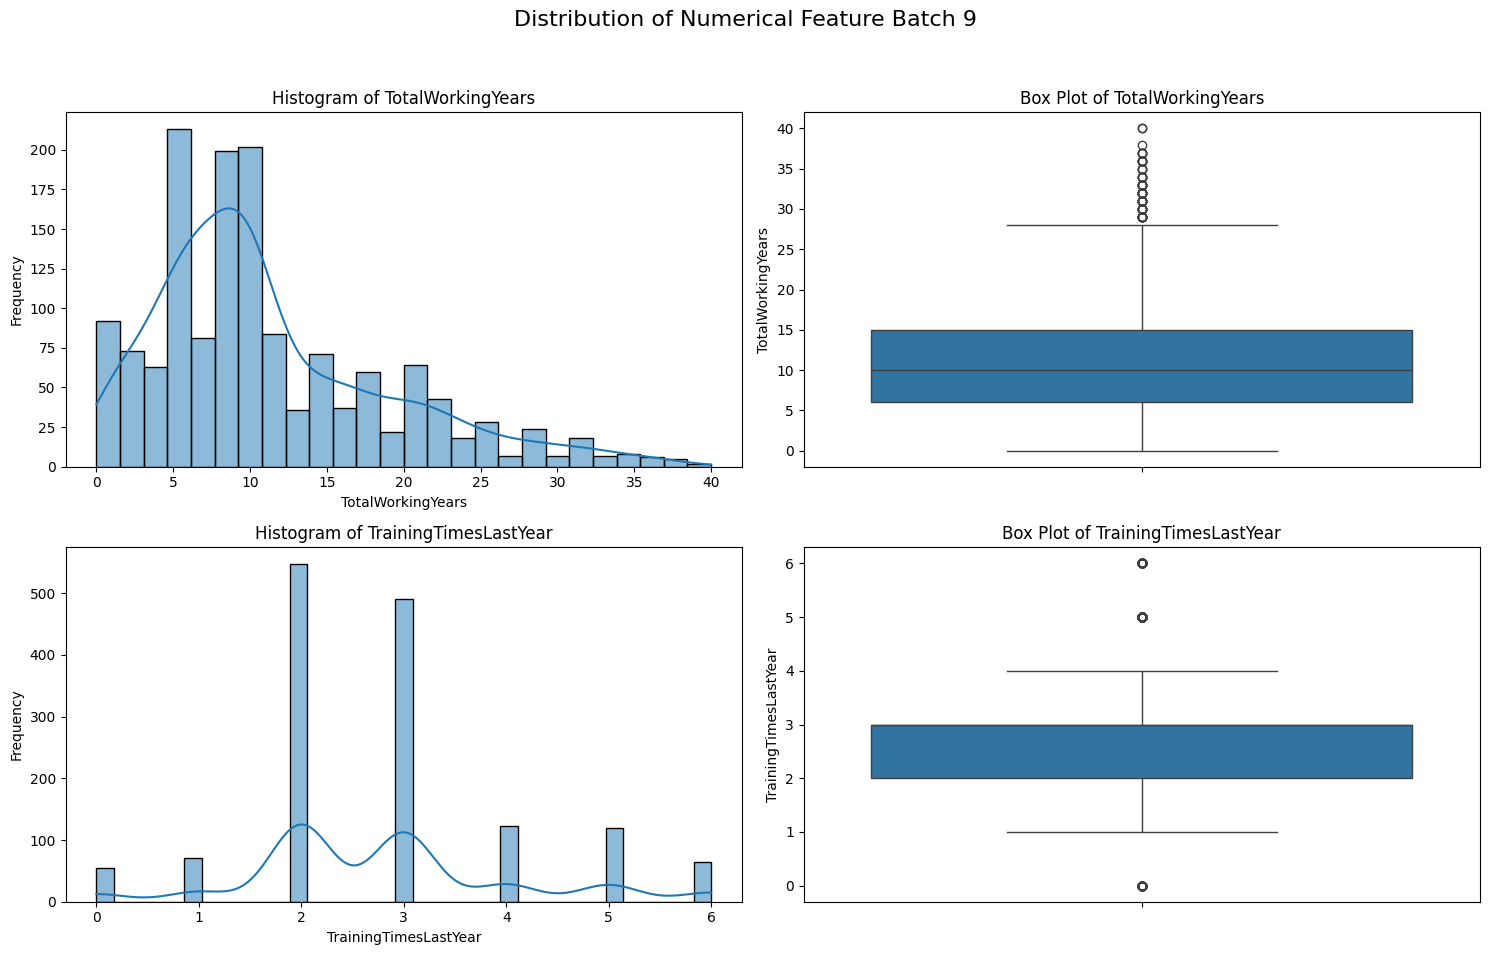 Distribution of Numerical Feature Batch 9
Histogram of TotalWorkingYears
200
175
150
125
100
75
50
25
0
Frequency
0 5 10 15 20 25 30 35 40
TotalWorkingYears
Box Plot of TotalWorkingYears
40
35
30
25
20
15
10
5
0
TotalWorkingYears
Histogram of TrainingTimesLastYear
500
400
300
200
100
0
Frequency
0 1 2 3 4 5 6
TrainingTimesLastYear
Box Plot of TrainingTimesLastYear
6
5
4
3
2
1
0
TrainingTimesLastYear